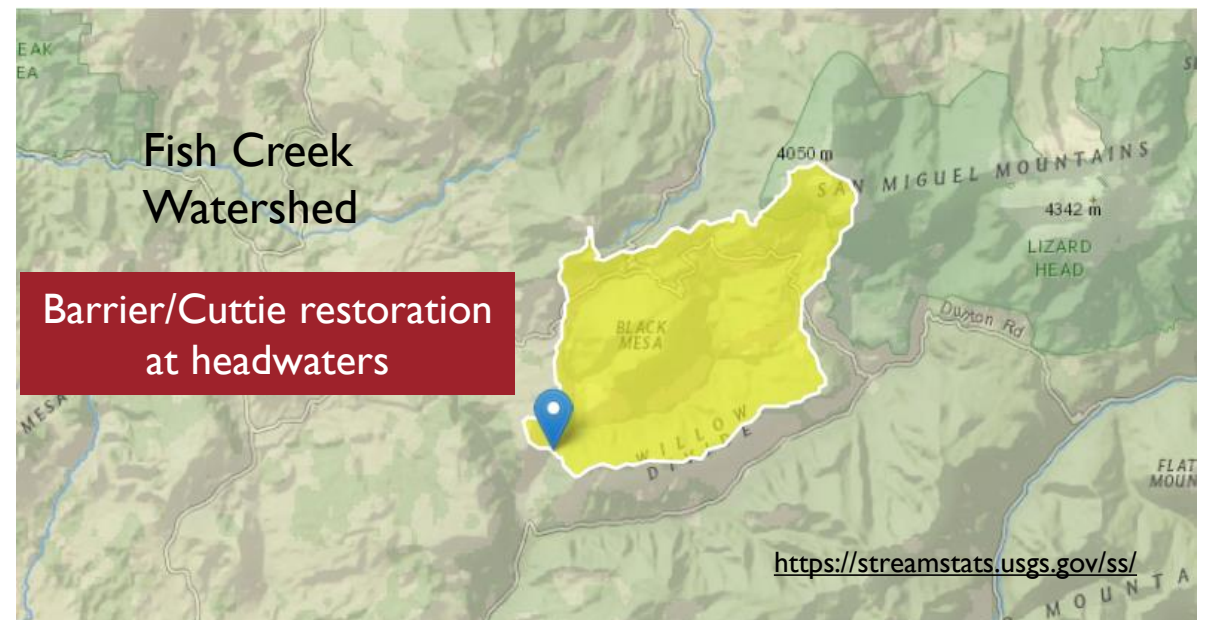 EAK
EA
Fish Creek
Watershed
Barrier/Cuttie restoration
at headwaters
4050 m
SAN MIGUEL MOUNTAINS
4342 m
LIZARD
HEAD
Dunton Rd
BLACK
MESA
MESA
WILLOW
DIVIDE
FLAT
MOUN
https://streamstats.usgs.gov/ss/
MOUNTA